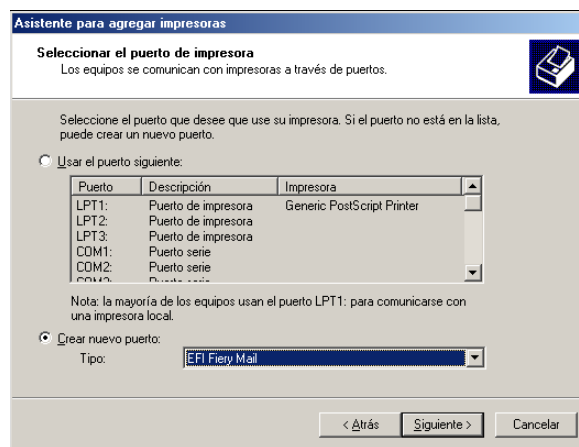 Asistente para agregar impresoras
Seleccionar el puerto de impresora
Los equipos se comunican con impresoras a través de puertos.
Seleccione el puerto que desee que use su impresora. Si el puerto no está en la lista,
puede crear un nuevo puerto.
Usar el puerto siguiente:
Puerto Descripción Impresora
LPT1: Puerto de impresora Generic PostScript Printer
LPT2: Puerto de impresora
LPT3: Puerto de impresora
COM1: Puerto serie
COM2: Puerto serie
COM3: Puerto serie
Nota: la mayoría de los equipos usan el puerto LPT1: para comunicarse con
una impresora local.
Crear nuevo puerto:
Tipo: EFI Fiery Mail
< Atrás Siguiente > Cancelar